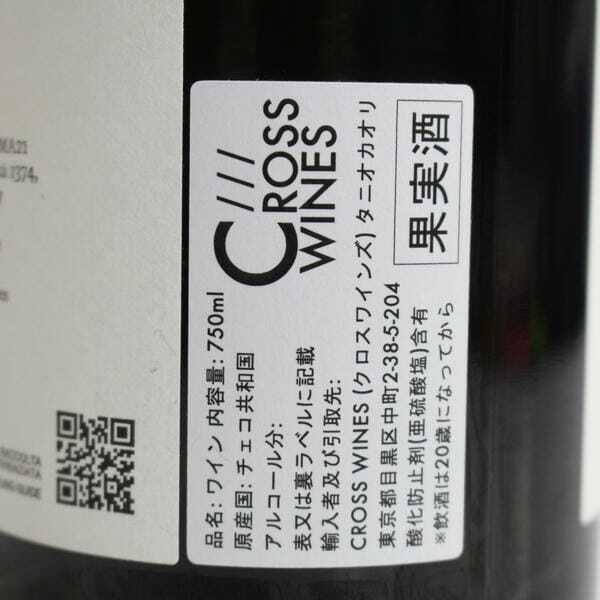 CROSS
WINES
果実酒
品名: ワイン 内容量: 750ml
原産国: チェコ共和国
アルコール分:
表又は裏ラベルに記載
輸入者及び引取先:
CROSS WINES (クロスワインズ) タニオカオリ
東京都目黒区中町2-38-5-204
酸化防止剤(亜硫酸塩)含有
※飲酒は20歳になってから
MA21
1374,
RACCOLTA